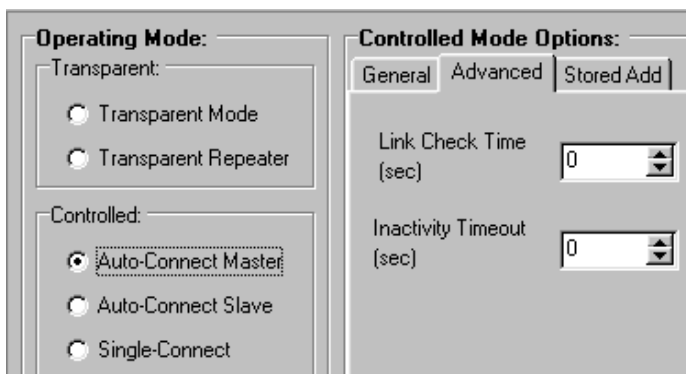 Operating Mode:
Transparent:
Transparent Mode
Transparent Repeater
Controlled:
Auto-Connect Master
Auto-Connect Slave
Single-Connect
Controlled Mode Options:
General Advanced Stored Add
Link Check Time
(sec)
0
Inactivity Timeout
(sec)
0